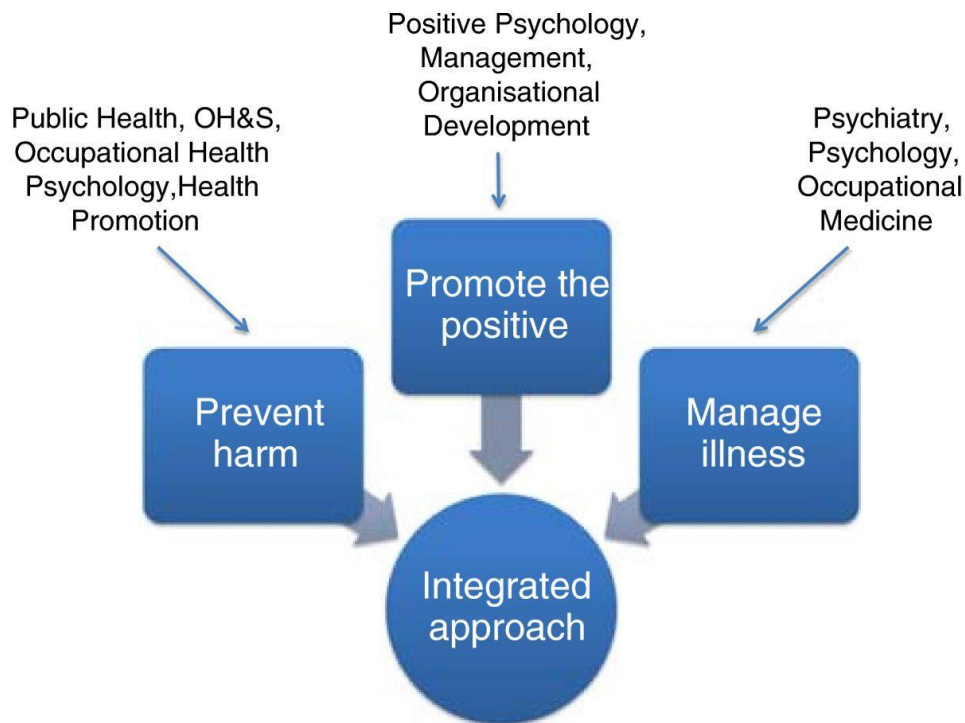 Positive Psychology,
Management,
Organisational
Development
Public Health, OH&S,
Occupational Health
Psychology,Health
Promotion
Psychiatry,
Psychology,
Occupational
Medicine
Promote the
positive
Prevent
harm
Manage
illness
Integrated
approach